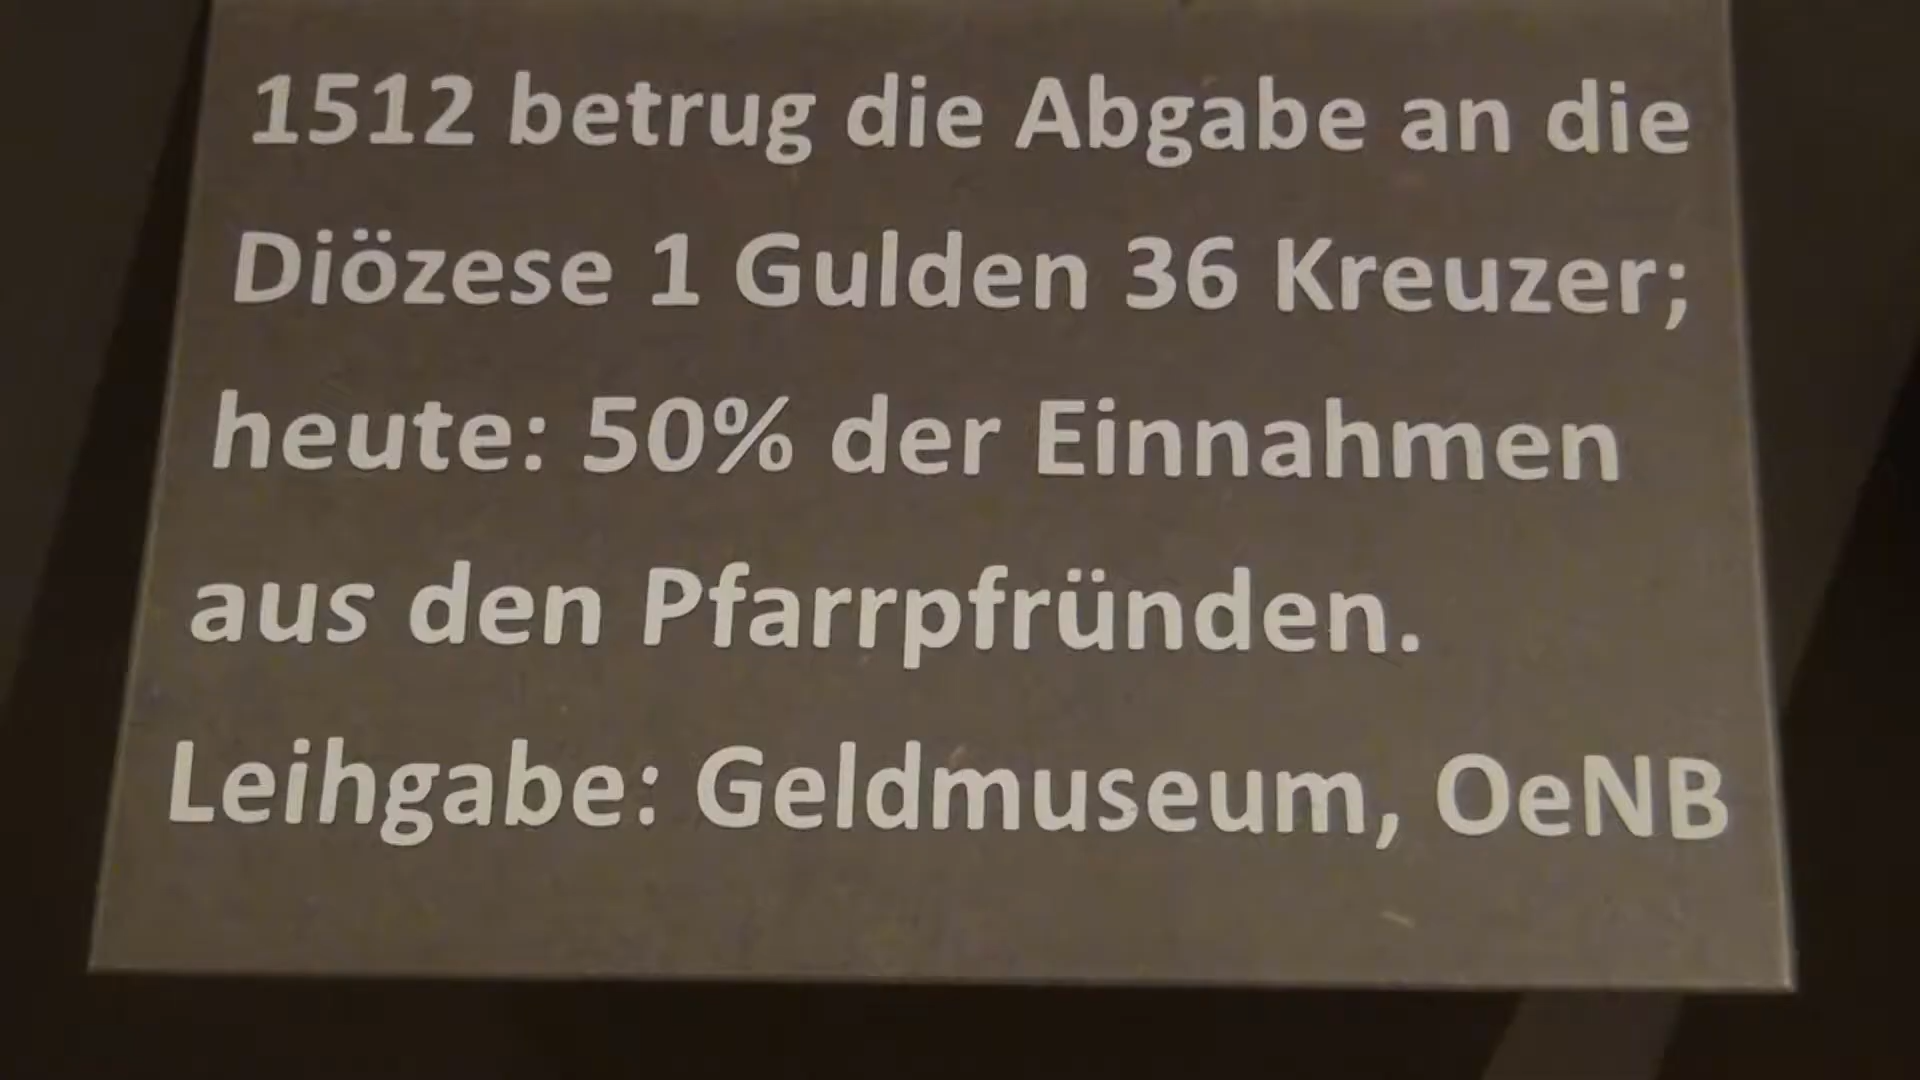 1512 betrug die Abgabe an die
Diözese 1 Gulden 36 Kreuzer;
heute: 50% der Einnahmen
aus den Pfarrpfründen.
Leihgabe: Geldmuseum, OeNB